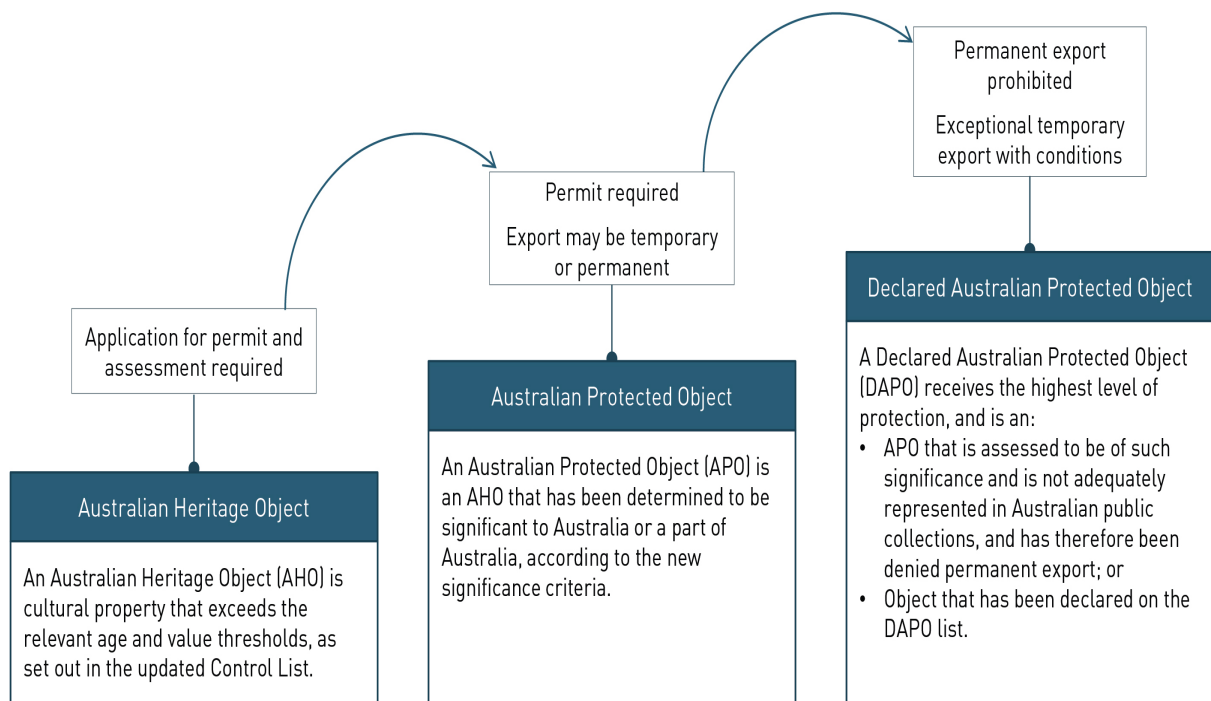 Application for permit and
assessment required
Australian Heritage Object
An Australian Heritage Object (AHO) is
cultural property that exceeds the
relevant age and value thresholds, as
set out in the updated Control List.
Permit required
Export may be temporary
or permanent
Australian Protected Object
An Australian Protected Object (APO) is
an AHO that has been determined to be
significant to Australia or a part of
Australia, according to the new
significance criteria.
Permanent export
prohibited
Exceptional temporary
export with conditions
Declared Australian Protected Object
A Declared Australian Protected Object
(DAPO) receives the highest level of
protection, and is an:
• APO that is assessed to be of such
significance and is not adequately
represented in Australian public
collections, and has therefore been
denied permanent export; or
• Object that has been declared on the
DAPO list.